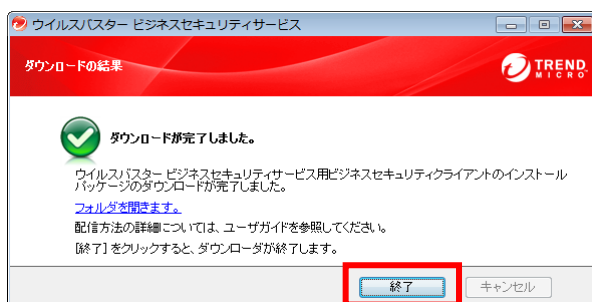 ウイルスバスター ビジネスセキュリティサービス
ダウンロードの結果
TREND
MICRO
ダウンロードが完了しました。
ウイルスバスター ビジネスセキュリティサービス用ビジネスセキュリティクライアントのインストール
パッケージのダウンロードが完了しました。
フォルダを開きます。
配信方法の詳細については、ユーザガイドを参照してください。
[終了]をクリックすると、ダウンローダが終了します。
終了
キャンセル